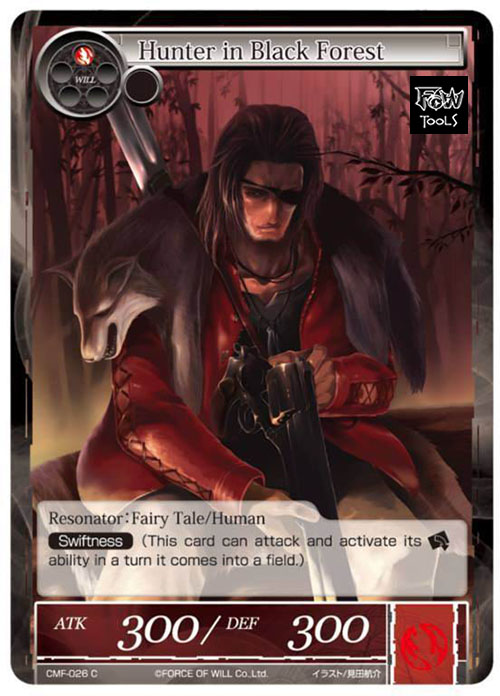 Hunter in Black Forest
WILL
FOW
TOOLS
Resonator:Fairy Tale/Human
Swiftness (This card can attack and activate its
ability in a turn it comes into a field.)
ATK 300/ DEF 300
CMF-026 C ©FORCE OF WILL Co.,Ltd. イラスト/見田航介